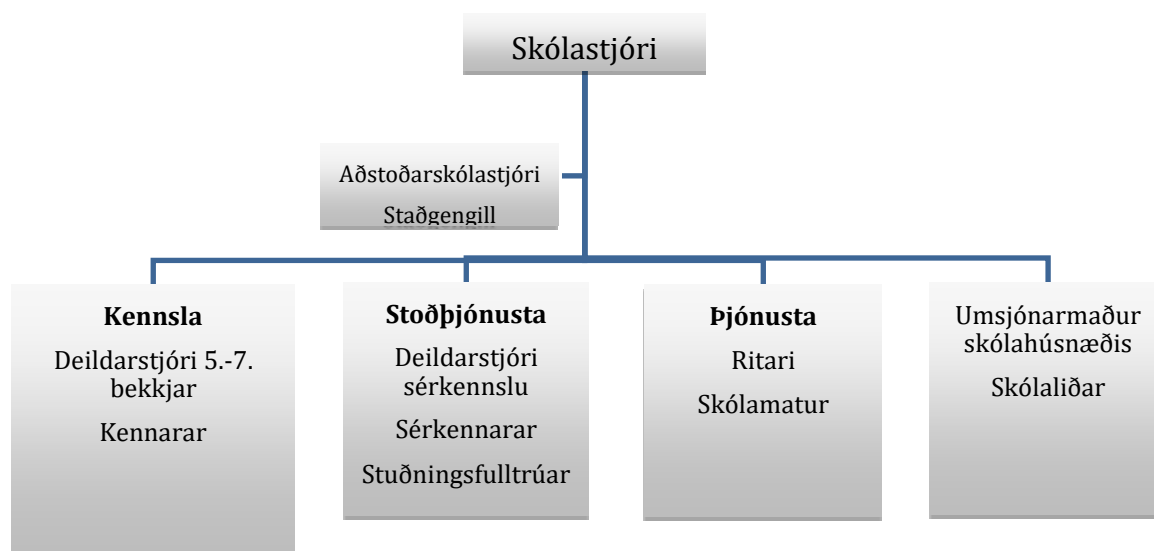 Skólastjóri
Aðstoðarskólastjóri
Staðgengill
Kennsla
Deildarstjóri 5.-7.
bekkjar
Kennarar
Stoðþjónusta
Deildarstjóri
sérkennslu
Sérkennarar
Stuðningsfulltrúar
Þjónusta
Ritari
Skólamatur
Umsjónarmaður
skólahúsnæðis
Skólaliðar